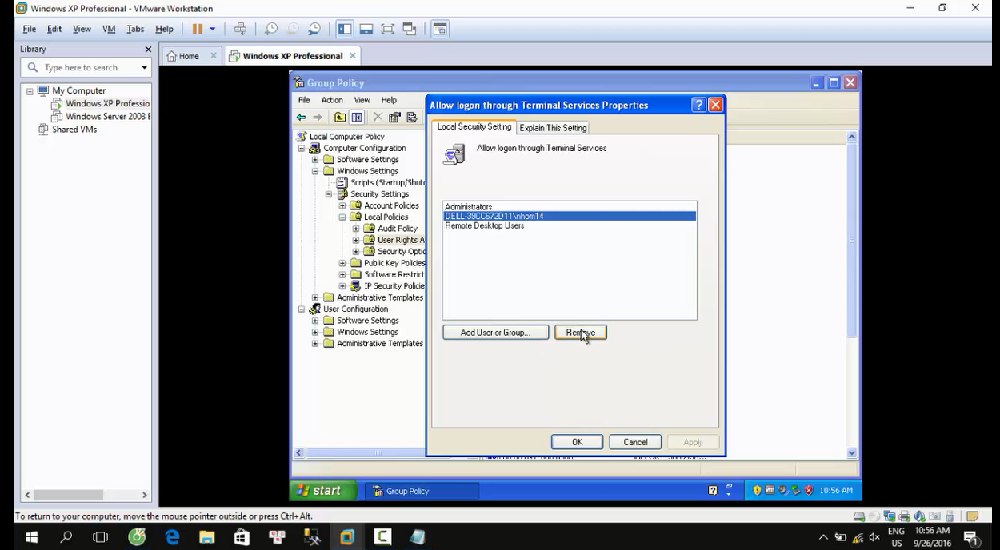 Windows XP Professional - VMware Workstation
File Edit View VM Tabs Help
Library
Type here to search
My Computer
Windows XP Professio
Windows Server 2003 E
Shared VMs
Home
Windows XP Professional
Group Policy
File Action View Help
Local Computer Policy
Computer Configuration
Software Settings
Windows Settings
Scripts (Startup/Shutd
Security Settings
Account Policies
Local Policies
Audit Policy
User Rights A
Security Optio
Public Key Policies
Software Restrict
IP Security Policie
Administrative Templates
User Configuration
Software Settings
Windows Settings
Administrative Templates
Allow logon through Terminal Services Properties
Local Security Setting
Explain This Setting
Allow logon through Terminal Services
Administrators
DELL-39CC672D11\nhom14
Remote Desktop Users
Add User or Group...
Remove
OK
Cancel
Apply
start
Group Policy
10:56 AM
To return to your computer, move the mouse pointer outside or press Ctrl+Alt.
ENG
US
10:56 AM
9/26/2016
1